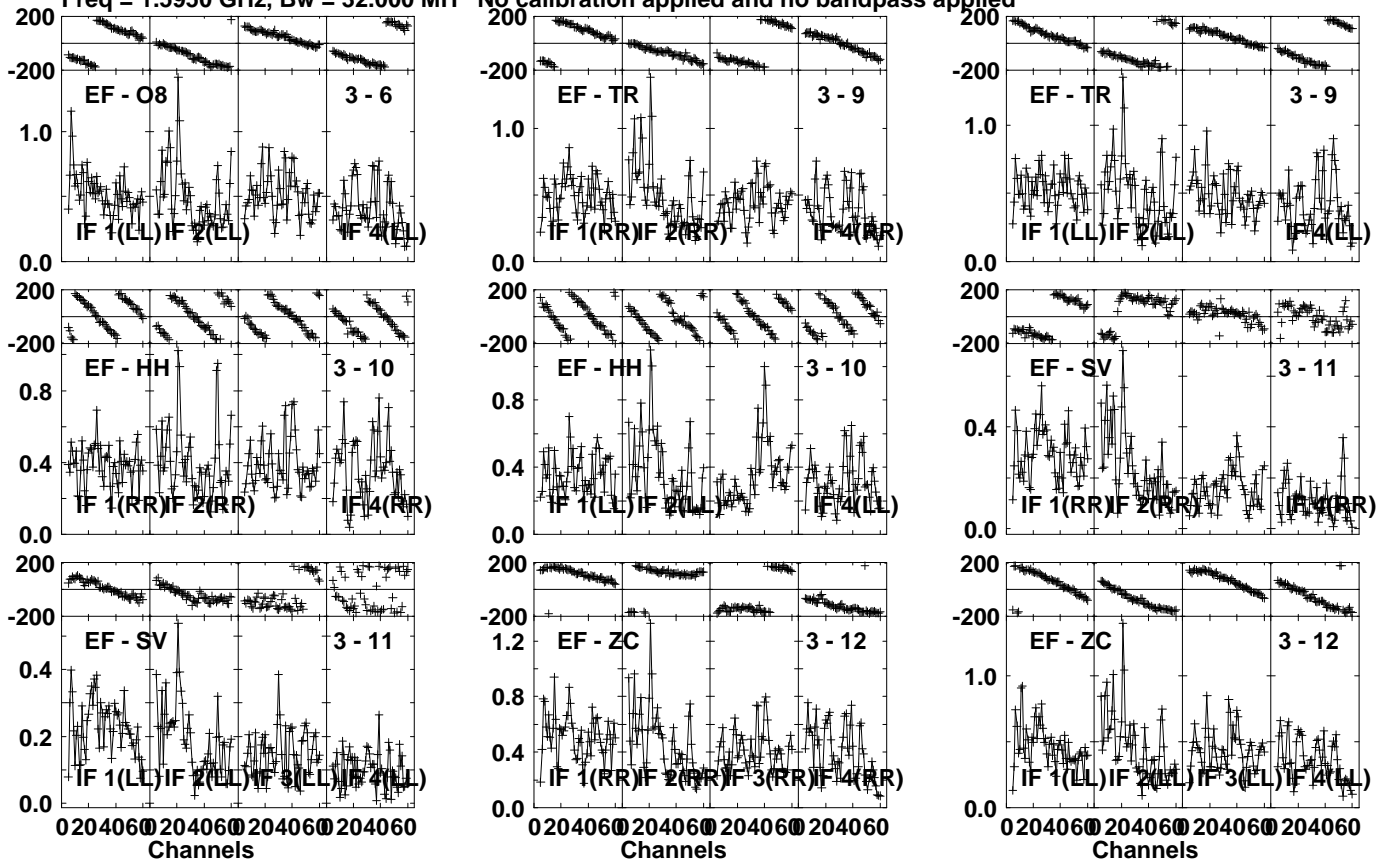 Freq = 1.5950 GHz, Bw = 32.000 MH No calibration applied and no bandpass applied
200
-200
EF - O8 3 - 6
1.0
IF 1(LL) IF 2(LL) IF 4(LL)
0.0
200
-200
EF - TR 3 - 9
1.0
IF 1(RR) IF 2(RR) IF 4(RR)
0.0
200
-200
EF - TR 3 - 9
1.0
IF 1(LL) IF 2(LL) IF 4(LL)
0.0
200
-200
EF - HH 3 - 10
0.8
0.4
IF 1(RR) IF 2(RR) IF 4(RR)
0.0
200
-200
EF - HH 3 - 10
0.8
0.4
IF 1(LL) IF 2(LL) IF 4(LL)
0.0
200
-200
EF - SV 3 - 11
0.4
IF 1(RR) IF 2(RR) IF 4(RR)
0.0
200
-200
EF - SV 3 - 11
0.4
0.2
IF 1(LL) IF 2(LL) IF 3(LL) IF 4(LL)
0.0
0 20 40 60 0 20 40 60 0 20 40 60 0 20 40 60
Channels
200
-200
EF - ZC 3 - 12
1.2
0.8
0.4
IF 1(RR) IF 2(RR) IF 3(RR) IF 4(RR)
0.0
0 20 40 60 0 20 40 60 0 20 40 60 0 20 40 60
Channels
200
-200
EF - ZC 3 - 12
1.0
IF 1(LL) IF 2(LL) IF 3(LL) IF 4(LL)
0.0
0 20 40 60 0 20 40 60 0 20 40 60 0 20 40 60
Channels